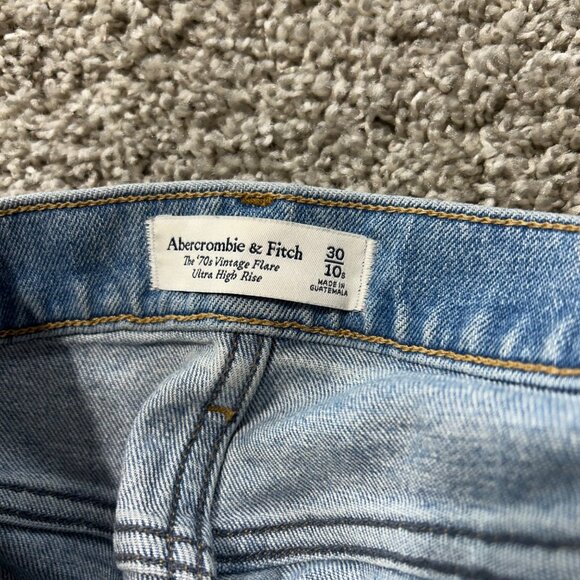 Abercrombie & Fitch
The '70s Vintage Flare
Ultra High Rise
30
10s
MADE IN
GUATEMALA